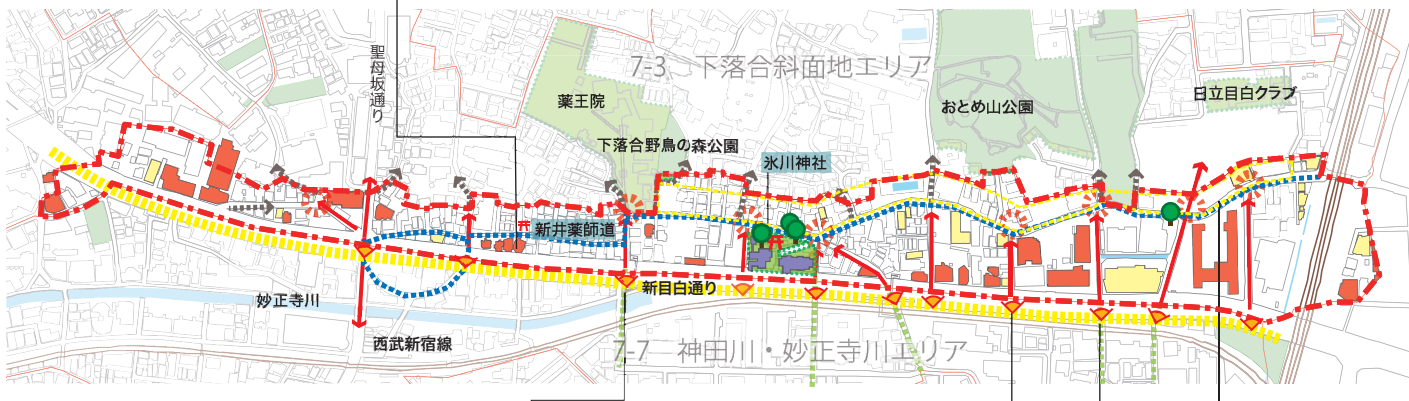 聖母坂通り
7-3　下落合斜面地エリア
薬王院
おとめ山公園
日立目白クラブ
下落合野鳥の森公園
氷川神社
新井薬師道
新目白通り
妙正寺川
西武新宿線
7-7　神田川・妙正寺川エリア